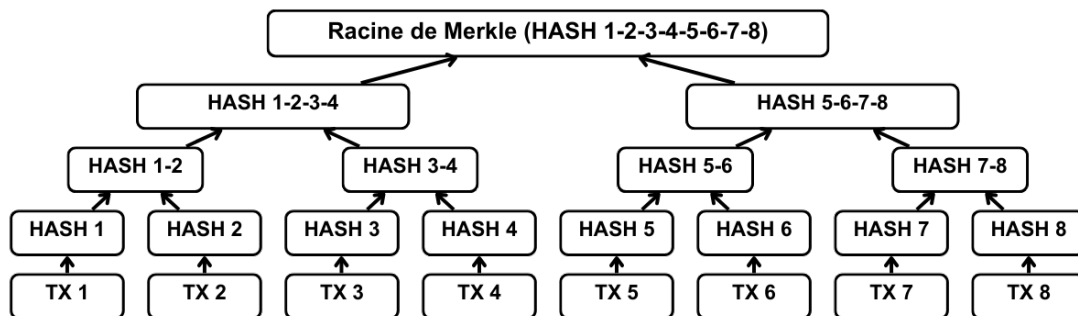 Racine de Merkle (HASH 1-2-3-4-5-6-7-8)
HASH 1-2-3-4
HASH 5-6-7-8
HASH 1-2
HASH 3-4
HASH 5-6
HASH 7-8
HASH 1
HASH 2
HASH 3
HASH 4
HASH 5
HASH 6
HASH 7
HASH 8
TX 1
TX 2
TX 3
TX 4
TX 5
TX 6
TX 7
TX 8